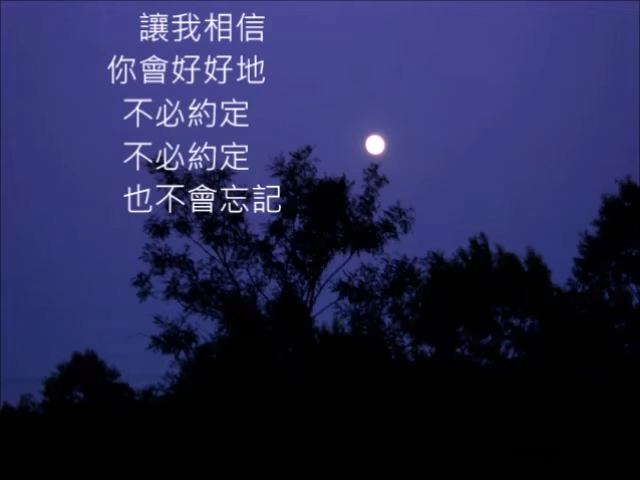 讓我相信
你會好好地
不必約定
不必約定
也不會忘記